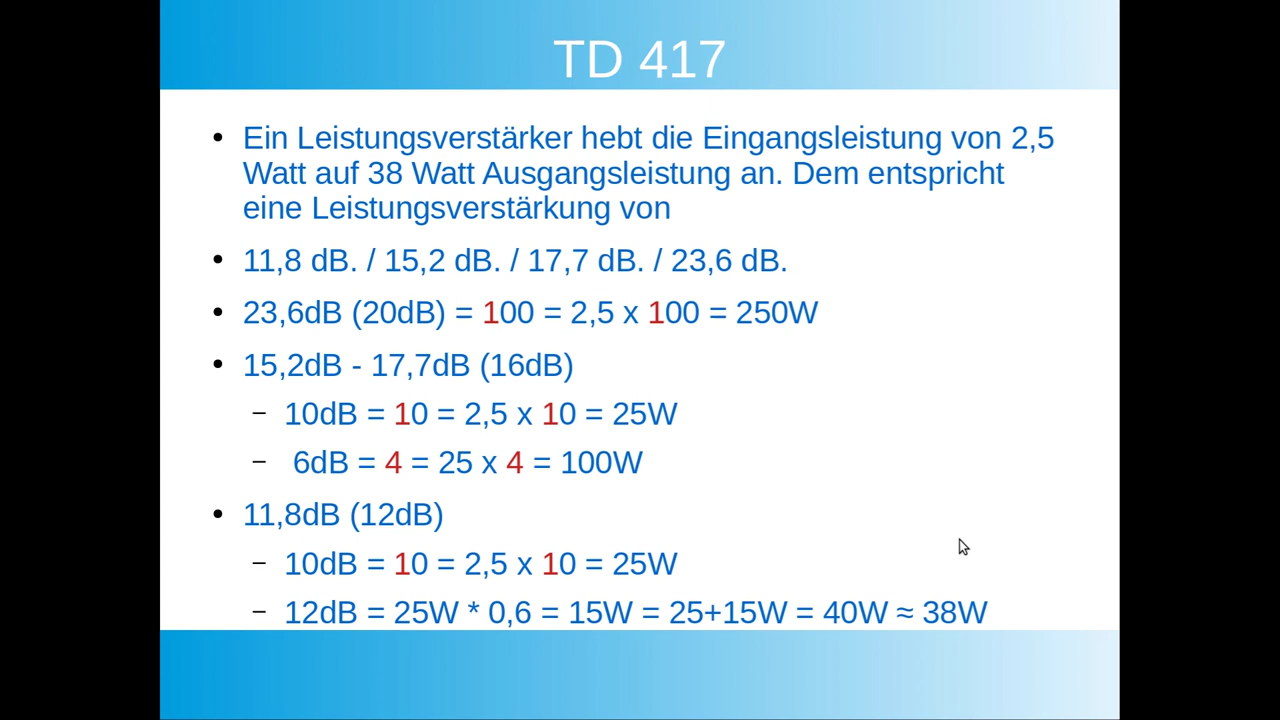 TD 417
• Ein Leistungsverstärker hebt die Eingangsleistung von 2,5
Watt auf 38 Watt Ausgangsleistung an. Dem entspricht
eine Leistungsverstärkung von
• 11,8 dB. / 15,2 dB. / 17,7 dB. / 23,6 dB.
• 23,6dB (20dB) = 100 = 2,5 x 100 = 250W
• 15,2dB - 17,7dB (16dB)
– 10dB = 10 = 2,5 x 10 = 25W
– 6dB = 4 = 25 x 4 = 100W
• 11,8dB (12dB)
– 10dB = 10 = 2,5 x 10 = 25W
– 12dB = 25W * 0,6 = 15W = 25+15W = 40W ≈ 38W